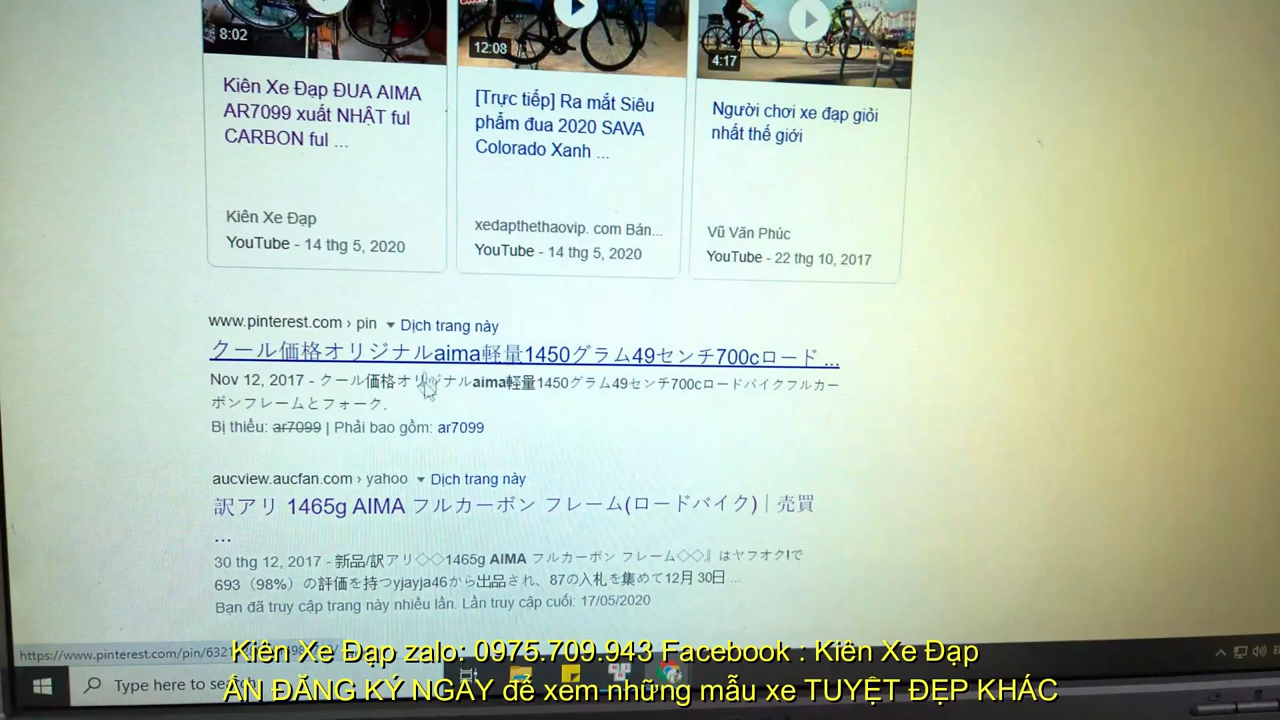 8:02
12:08
4:17
Kiên Xe Đạp ĐUA AIMA
AR7099 xuất NHẬT ful
CARBON ful ...
Kiên Xe Đạp
YouTube - 14 thg 5, 2020
[Trực tiếp] Ra mắt Siêu
phẩm đua 2020 SAVA
Colorado Xanh ...
xedapthethaovip. com Bán...
YouTube - 14 thg 5, 2020
Người chơi xe đạp giỏi
nhất thế giới
Vũ Văn Phúc
YouTube - 22 thg 10, 2017
www.pinterest.com › pin ▾ Dịch trang này
クール価格オリジナルaima軽量1450グラム49センチ700cロード ...
Nov 12, 2017 - クール価格オリジナルaima軽量1450グラム49センチ700cロードバイクフルカー
ボンフレームとフォーク.
Bị thiếu: ar7099 | Phải bao gồm: ar7099
aucview.aucfan.com › yahoo ▾ Dịch trang này
訳アリ 1465g AIMA フルカーボン フレーム(ロードバイク)｜売買
...
30 thg 12, 2017 - 新品/訳アリ◇◇1465g AIMA フルカーボン フレーム◇◇』はヤフオク!で
693（98%）の評価を持つyjayja46から出品され、87の入札を集めて12月 30日 ...
Bạn đã truy cập trang này nhiều lần. Lần truy cập cuối: 17/05/2020
https://www.pinterest.com/pin/632
Kiên Xe Đạp zalo: 0975.709.943 Facebook : Kiên Xe Đạp
Type here to
ẤN ĐĂNG KÝ NGAY để xem những mẫu xe TUYỆT ĐẸP KHÁC